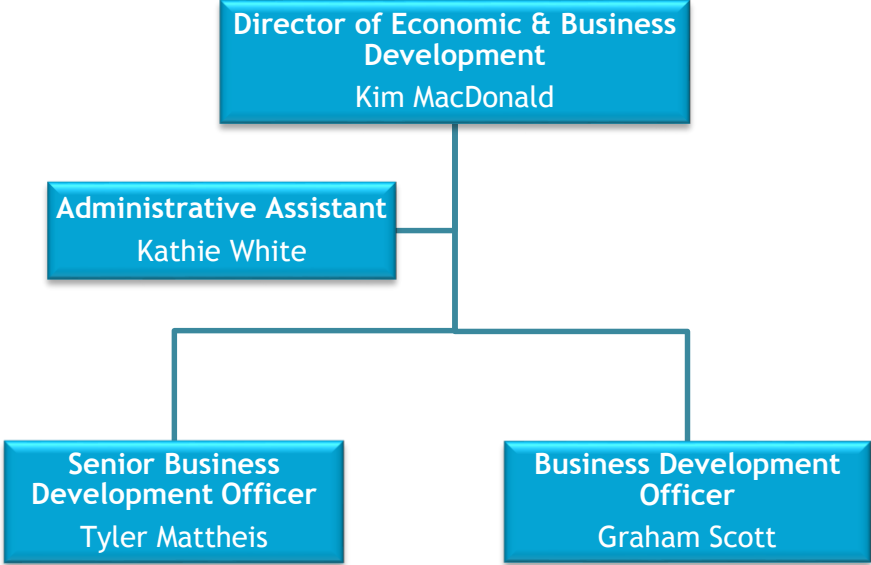 Director of Economic & Business
Development
Kim MacDonald
Administrative Assistant
Kathie White
Senior Business
Development Officer
Tyler Mattheis
Business Development
Officer
Graham Scott